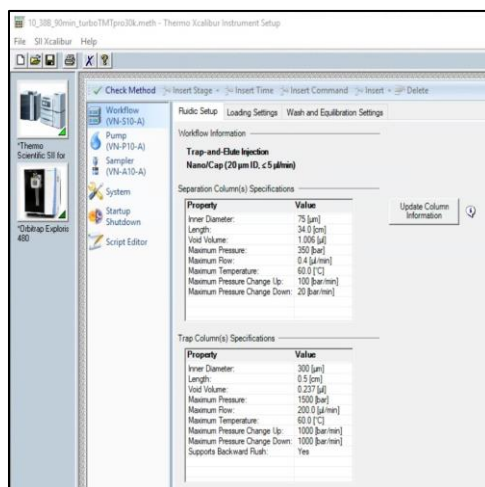 10_38B_90min_turboTMTpro30k.meth - Thermo Xcalibur Instrument Setup
File SII Xcalibur Help
Check Method Insert Stage Insert Time Insert Command Insert Delete
*Thermo Scientific SII for
*Orbitrap Exploris 480
Workflow (VN-S10-A)
Pump (VN-P10-A)
Sampler (VN-A10-A)
System
Startup Shutdown
Script Editor
Fluidic Setup Loading Settings Wash and Equilibration Settings
Workflow Information
Trap-and-Elute Injection
Nano/Cap (20 µm ID, ≤ 5 µl/min)
Separation Column(s) Specifications
Property Value
Inner Diameter: 75 [µm]
Length: 34.0 [cm]
Void Volume: 1.006 [µl]
Maximum Pressure: 350 [bar]
Maximum Flow: 0.4 [µl/min]
Maximum Temperature: 60.0 [°C]
Maximum Pressure Change Up: 100 [bar/min]
Maximum Pressure Change Down: 20 [bar/min]
Update Column Information
Trap Column(s) Specifications
Property Value
Inner Diameter: 300 [µm]
Length: 0.5 [cm]
Void Volume: 0.237 [µl]
Maximum Pressure: 1500 [bar]
Maximum Flow: 200.0 [µl/min]
Maximum Temperature: 60.0 [°C]
Maximum Pressure Change Up: 1000 [bar/min]
Maximum Pressure Change Down: 1000 [bar/min]
Supports Backward Flush: Yes